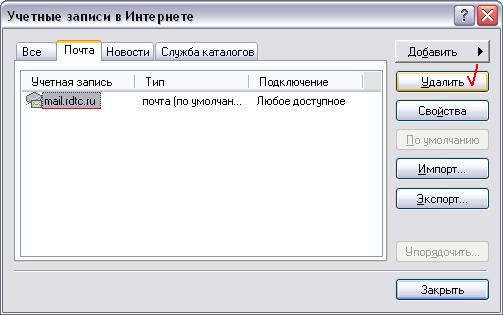 Учетные записи в Интернете
Все Почта Новости Служба каталогов
Добавить
Учетная запись Тип Подключение
Удалить
mail.rdtc.ru почта (по умолчан... Любое доступное
Свойства
По умолчанию
Импорт...
Экспорт...
Упорядочить...
Закрыть